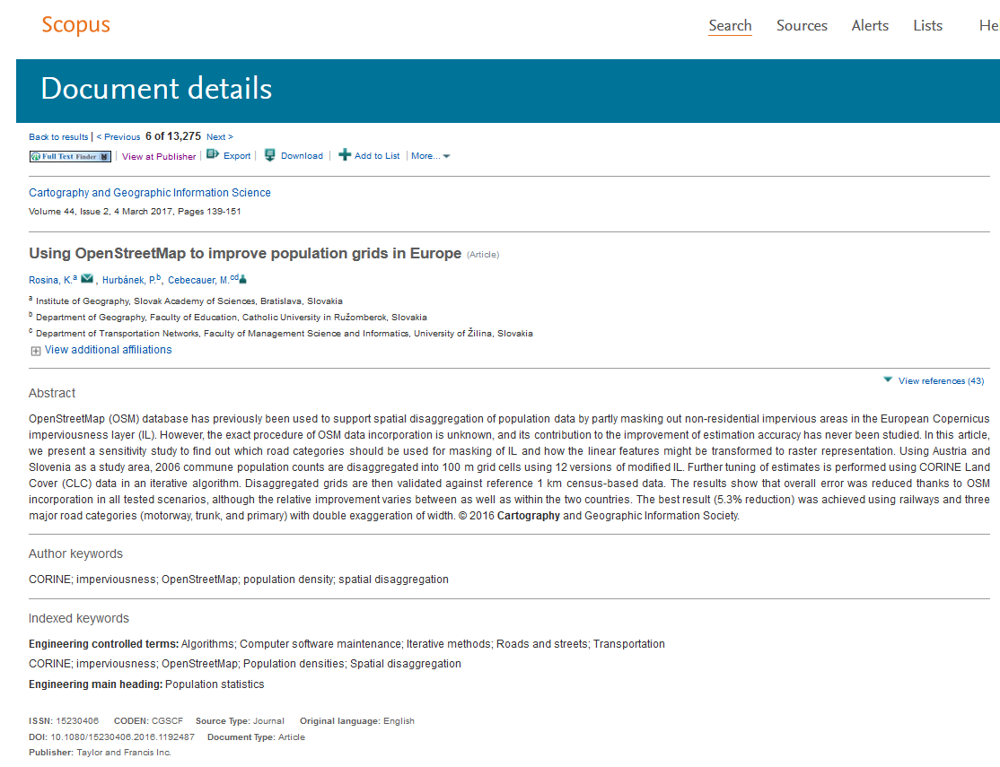 Scopus
Search Sources Alerts Lists He
Document details
Back to results | < Previous 6 of 13,275 Next >
Full Text Finder | View at Publisher | Export | Download | Add to List | More...
Cartography and Geographic Information Science
Volume 44, Issue 2, 4 March 2017, Pages 139-151
Using OpenStreetMap to improve population grids in Europe (Article)
Rosina, K.a , Hurbánek, P.b, Cebecauer, M.cd
a Institute of Geography, Slovak Academy of Sciences, Bratislava, Slovakia
b Department of Geography, Faculty of Education, Catholic University in Ružomberok, Slovakia
c Department of Transportation Networks, Faculty of Management Science and Informatics, University of Žilina, Slovakia
View additional affiliations
View references (43)
Abstract
OpenStreetMap (OSM) database has previously been used to support spatial disaggregation of population data by partly masking out non-residential impervious areas in the European Copernicus
imperviousness layer (IL). However, the exact procedure of OSM data incorporation is unknown, and its contribution to the improvement of estimation accuracy has never been studied. In this article,
we present a sensitivity study to find out which road categories should be used for masking of IL and how the linear features might be transformed to raster representation. Using Austria and
Slovenia as a study area, 2006 commune population counts are disaggregated into 100 m grid cells using 12 versions of modified IL. Further tuning of estimates is performed using CORINE Land
Cover (CLC) data in an iterative algorithm. Disaggregated grids are then validated against reference 1 km census-based data. The results show that overall error was reduced thanks to OSM
incorporation in all tested scenarios, although the relative improvement varies between as well as within the two countries. The best result (5.3% reduction) was achieved using railways and three
major road categories (motorway, trunk, and primary) with double exaggeration of width. © 2016 Cartography and Geographic Information Society.
Author keywords
CORINE; imperviousness; OpenStreetMap; population density; spatial disaggregation
Indexed keywords
Engineering controlled terms: Algorithms; Computer software maintenance; Iterative methods; Roads and streets; Transportation
CORINE; imperviousness; OpenStreetMap; Population densities; Spatial disaggregation
Engineering main heading: Population statistics
ISSN: 15230406 CODEN: CGSCF Source Type: Journal Original language: English
DOI: 10.1080/15230406.2016.1192487 Document Type: Article
Publisher: Taylor and Francis Inc.